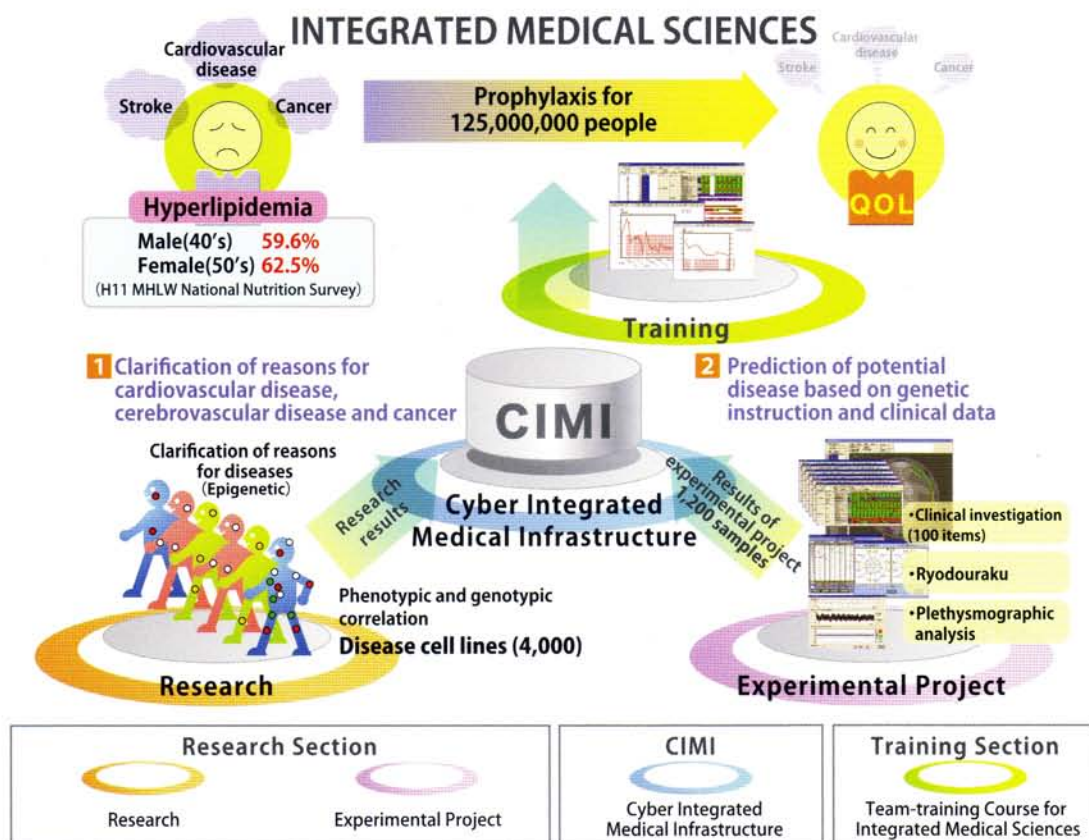 INTEGRATED MEDICAL SCIENCES
Cardiovascular
disease
Stroke
Cancer
Prophylaxis for
125,000,000 people
Cardiovascular
disease
Stroke
Cancer
QOL
Hyperlipidemia
Male(40's) 59.6%
Female(50's) 62.5%
(H11 MHLW National Nutrition Survey)
Training
1 Clarification of reasons for
cardiovascular disease,
cerebrovascular disease and cancer
CIMI
2 Prediction of potential
disease based on genetic
instruction and clinical data
Clarification of reasons
for diseases
(Epigenetic)
Research
results
Cyber Integrated
Medical Infrastructure
Results of
experimental project
1,200 samples
•Clinical investigation
(100 items)
•Ryodouraku
•Plethysmographic
analysis
Phenotypic and genotypic
correlation
Disease cell lines (4,000)
Research
Experimental Project
Research Section
Research
Experimental Project
CIMI
Cyber Integrated
Medical Infrastructure
Training Section
Team-training Course for
Integrated Medical Sciences